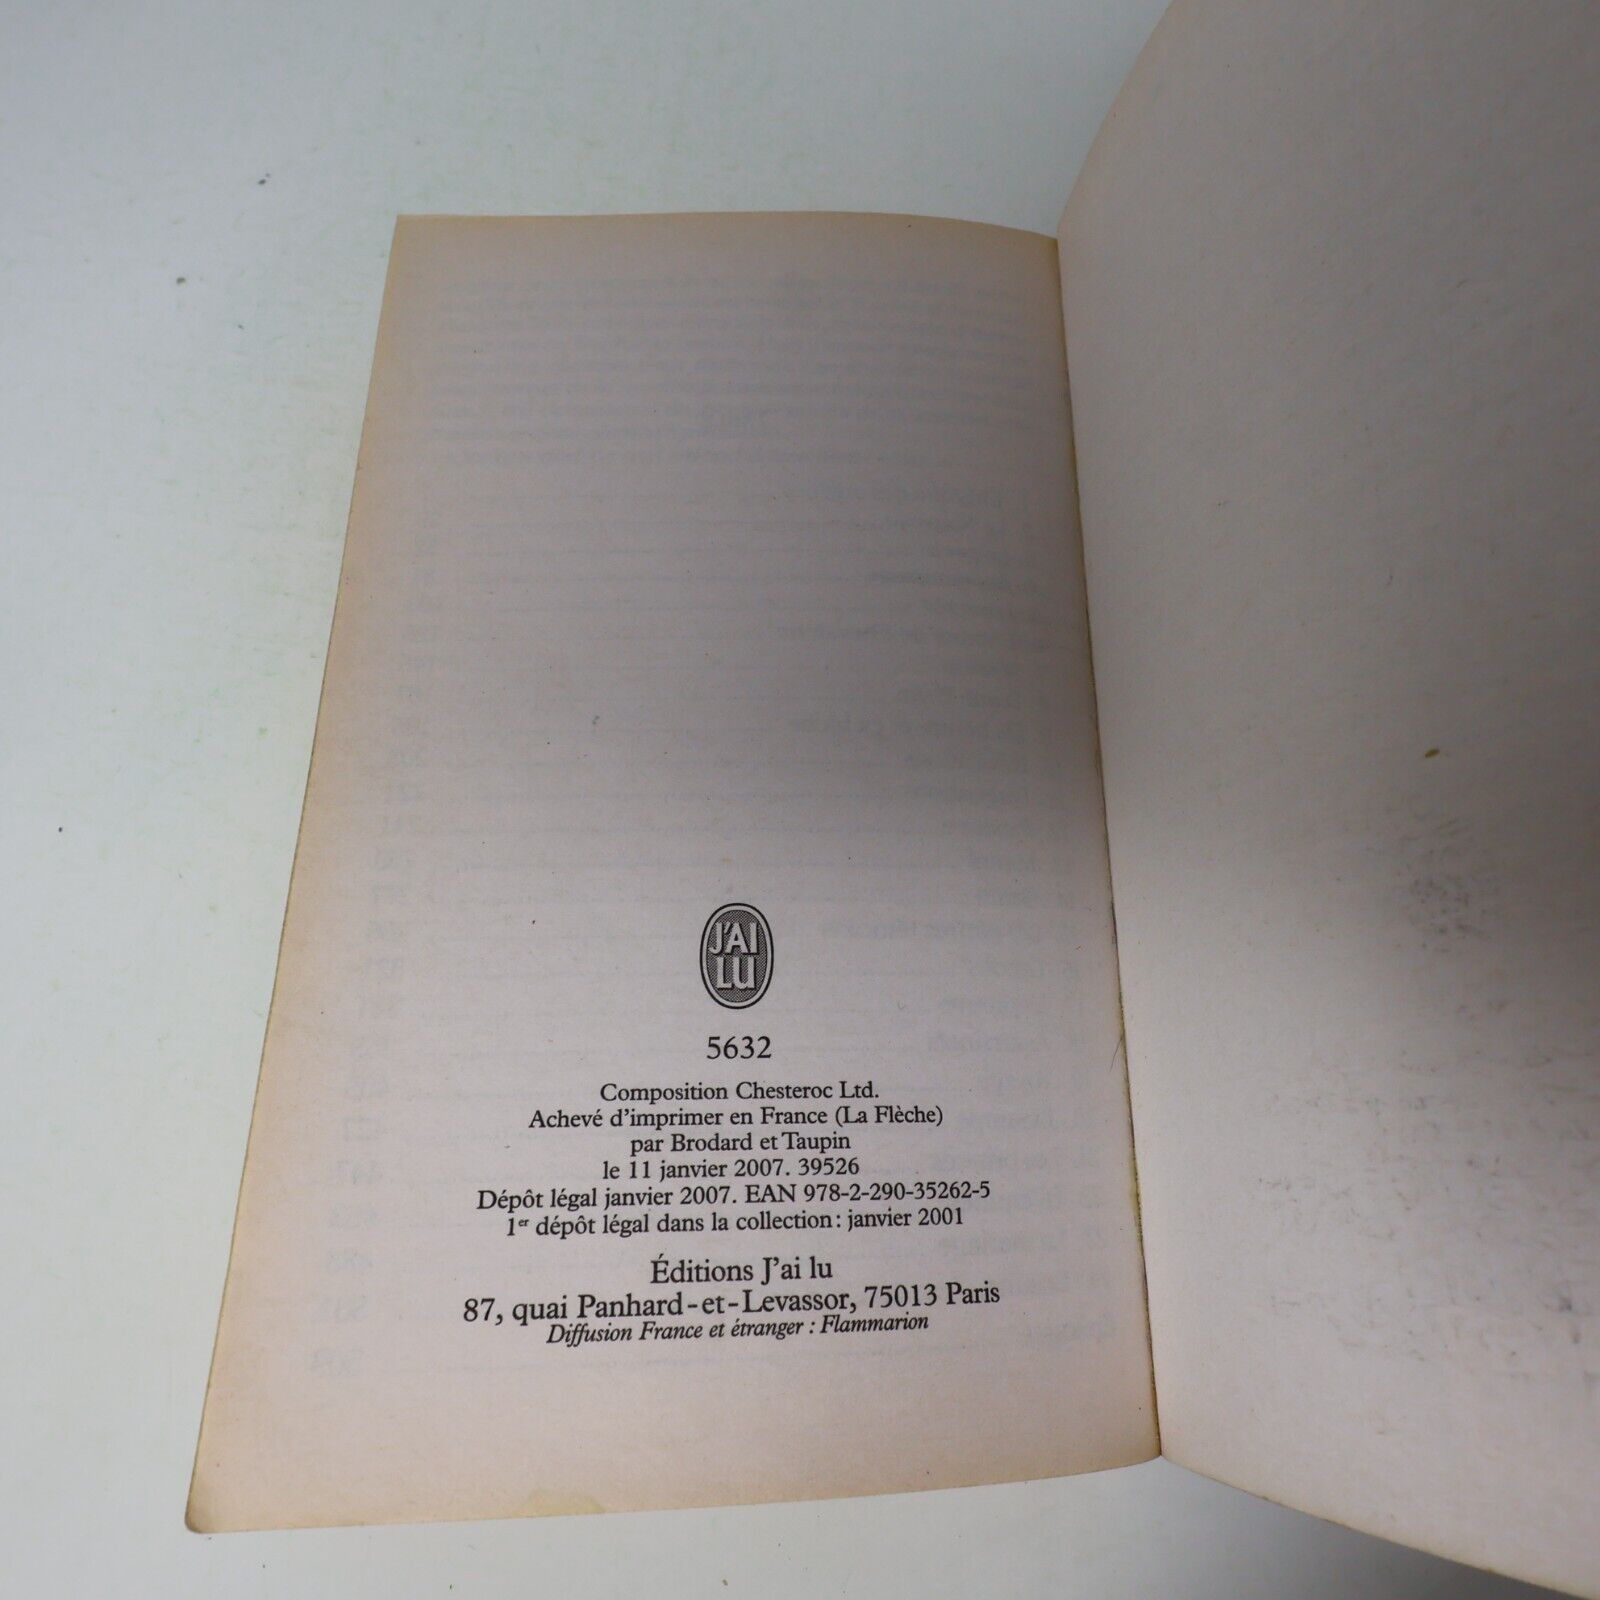 J'AI
LU
5632
Composition Chesteroc Ltd.
Achevé d'imprimer en France (La Flèche)
par Brodard et Taupin
le 11 janvier 2007. 39526
Dépôt légal janvier 2007. EAN 978-2-290-35262-5
1er dépôt légal dans la collection : janvier 2001
Éditions J'ai lu
87, quai Panhard-et-Levassor, 75013 Paris
Diffusion France et étranger : Flammarion